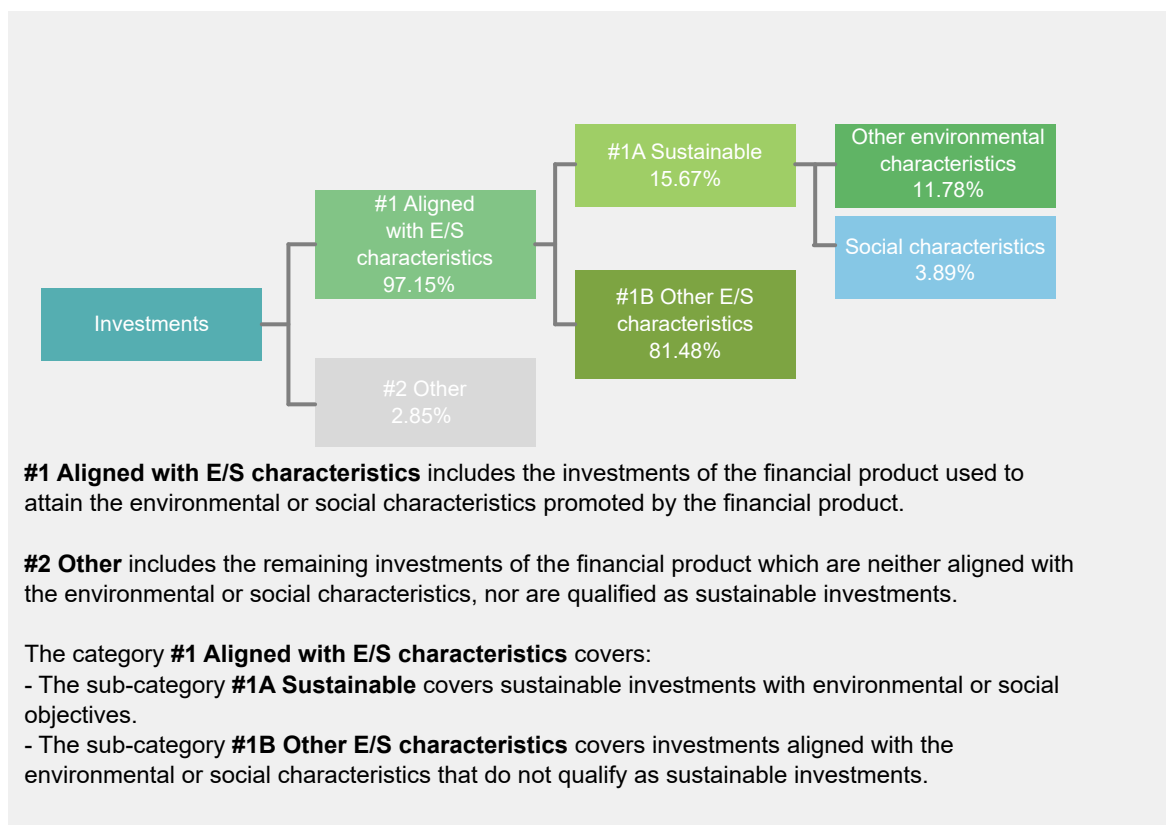 Investments
#1 Aligned
with E/S
characteristics
97.15%
#2 Other
2.85%
#1A Sustainable
15.67%
#1B Other E/S
characteristics
81.48%
Other environmental
characteristics
11.78%
Social characteristics
3.89%
#1 Aligned with E/S characteristics includes the investments of the financial product used to
attain the environmental or social characteristics promoted by the financial product.
#2 Other includes the remaining investments of the financial product which are neither aligned with
the environmental or social characteristics, nor are qualified as sustainable investments.
The category #1 Aligned with E/S characteristics covers:
- The sub-category #1A Sustainable covers sustainable investments with environmental or social
objectives.
- The sub-category #1B Other E/S characteristics covers investments aligned with the
environmental or social characteristics that do not qualify as sustainable investments.